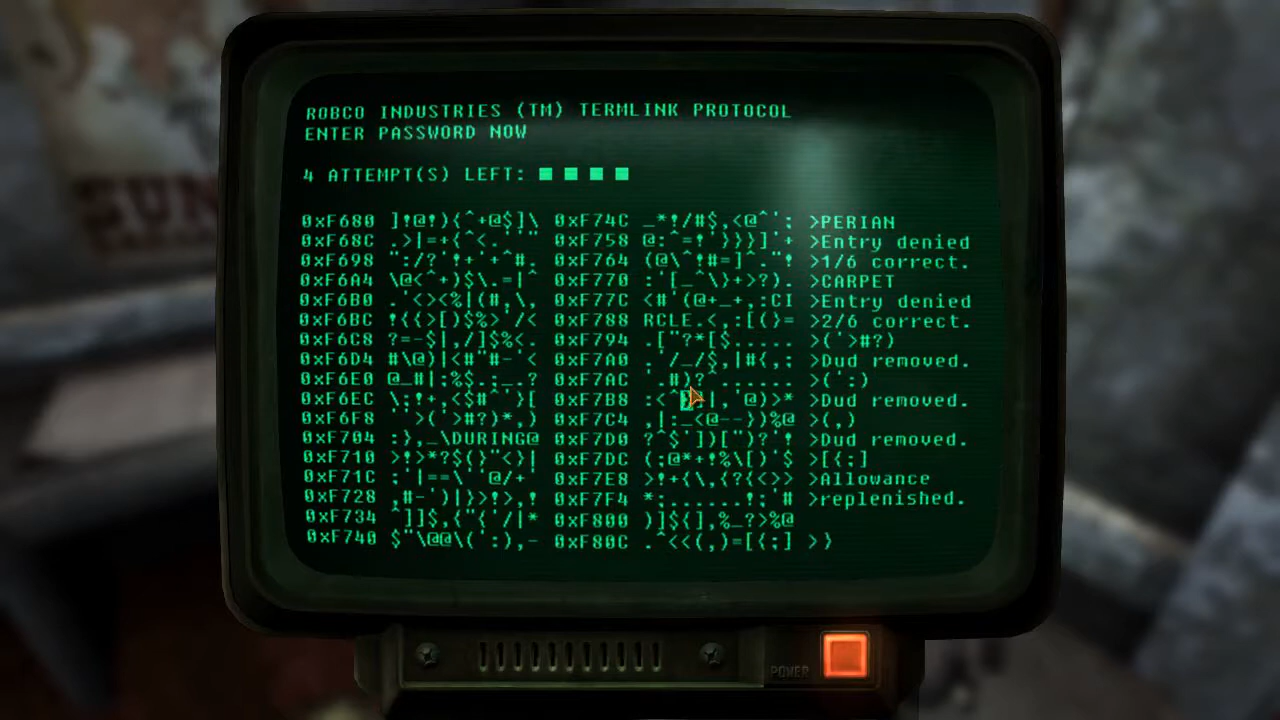 SUN
ROBCO INDUSTRIES (TM) TERMLINK PROTOCOL
ENTER PASSWORD NOW
4 ATTEMPT(S) LEFT: ■ ■ ■ ■
0xF680 ]!@!){^+@$]\ 0xF74C _*!/#$,<@^': >PERIAN
0xF68C .>|=+{^<.`'" 0xF758 @:^=!'}}}]'+ >Entry denied
0xF698 ":/?'!+'+^#. 0xF764 (@\^!#=]^."! >1/6 correct.
0xF6A4 \@<^+)$\.=|^ 0xF770 :'[_^\}+>?). >CARPET
0xF6B0 .'<><%|(#,\, 0xF77C <#'(@+_+,:CI >Entry denied
0xF6BC !{{>[)$%>`/< 0xF788 RCLE.<,:[(}= >2/6 correct.
0xF6C8 ?=-$|,/]$%<. 0xF794 .["?*[$..... >('>#?)
0xF6D4 #\@)|<#"#-'< 0xF7A0 .'/_/$,|#{,: >Dud removed.
0xF6E0 @_#|:%$.;_.? 0xF7AC `.#)?`...... >(':)
0xF6EC \;!+,<$#^`}[ 0xF7B8 :<^};|,'@)>* >Dud removed.
0xF6F8 '`>('>#?)*,) 0xF7C4 ,|:_<@--})%@ >(,)
0xF704 :},_\DURING@ 0xF7D0 ?^$'])[")?'! >Dud removed.
0xF710 >!>*?$(}"<}| 0xF7DC (;@*+!%\[)'$ >[{;]
0xF71C :'|==\'`@/+' 0xF7E8 >!+{\,{?{<>} >Allowance
0xF728 ,#-')|}>!>,! 0xF7F4 *;......!;'# >replenished.
0xF734 ^]]$,{"{'/|* 0xF800 )]${],%_?>%@
0xF740 $"\@@\(':),- 0xF80C .^<<(,)=[{;] >}
POWER